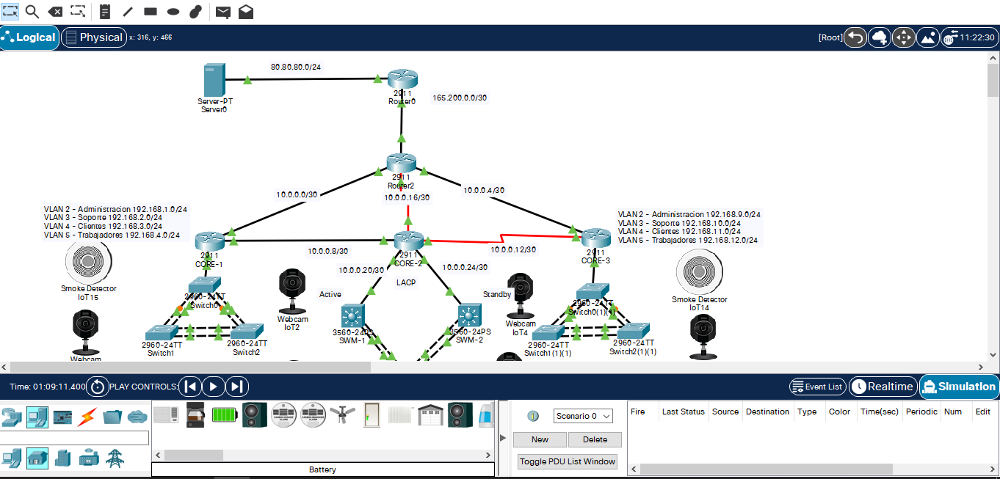 Logical
Physical
x: 316, y: 466
[Root]
11:22:30
80.80.80.0/24
Server-PT
Server0
2911
Router0
165.200.0.0/30
2911
Router2
10.0.0.0/30
10.0.0.16/30
10.0.0.4/30
VLAN 2 - Administracion 192.168.1.0/24
VLAN 3 - Soporte 192.168.2.0/24
VLAN 4 - Clientes 192.168.3.0/24
VLAN 5 - Trabajadores 192.168.4.0/24
VLAN 2 - Administracion 192.168.9.0/24
VLAN 3 - Soporte 192.168.10.0/24
VLAN 4 - Clientes 192.168.11.0/24
VLAN 5 - Trabajadores 192.168.12.0/24
2911
CORE-1
2911
CORE-2
2911
CORE-3
10.0.0.8/30
10.0.0.12/30
10.0.0.20/30
10.0.0.24/30
LACP
Active
Standby
Smoke Detector
IoT15
Smoke Detector
IoT14
2960-24TT
Switch0
2960-24TT
Switch0(1)(1)
Webcam
IoT2
Webcam
IoT4
3560-24PS
SWM-1
3560-24PS
SWM-2
2960-24TT
Switch1
2960-24TT
Switch2
2960-24TT
Switch1(1)(1)
2960-24TT
Switch2(1)(1)
Webcam
Time: 01:09:11.400
PLAY CONTROLS:
Event List
Realtime
Simulation
Scenario 0
New
Delete
Toggle PDU List Window
Fire Last Status Source Destination Type Color Time(sec) Periodic Num Edit
Battery